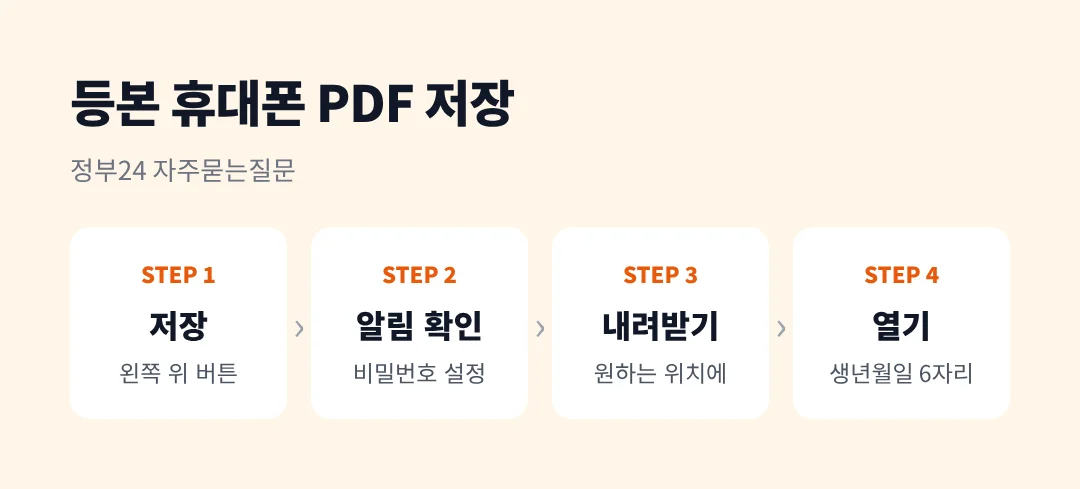 등본 휴대폰 PDF 저장
정부24 자주묻는질문
STEP 1
저장
왼쪽 위 버튼
›
STEP 2
알림 확인
비밀번호 설정
›
STEP 3
내려받기
원하는 위치에
›
STEP 4
열기
생년월일 6자리